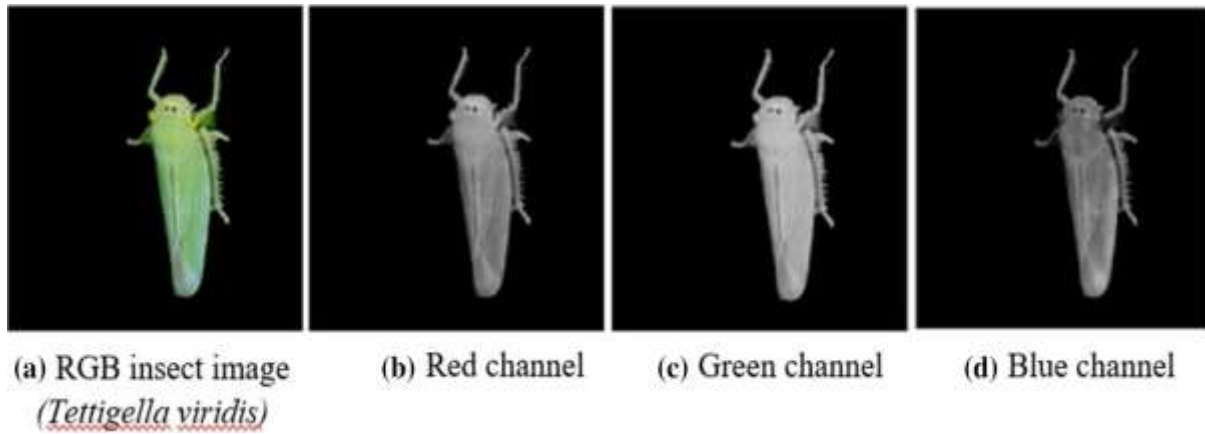 (a) RGB insect image
(Tettigella viridis)
(b) Red channel
(c) Green channel
(d) Blue channel